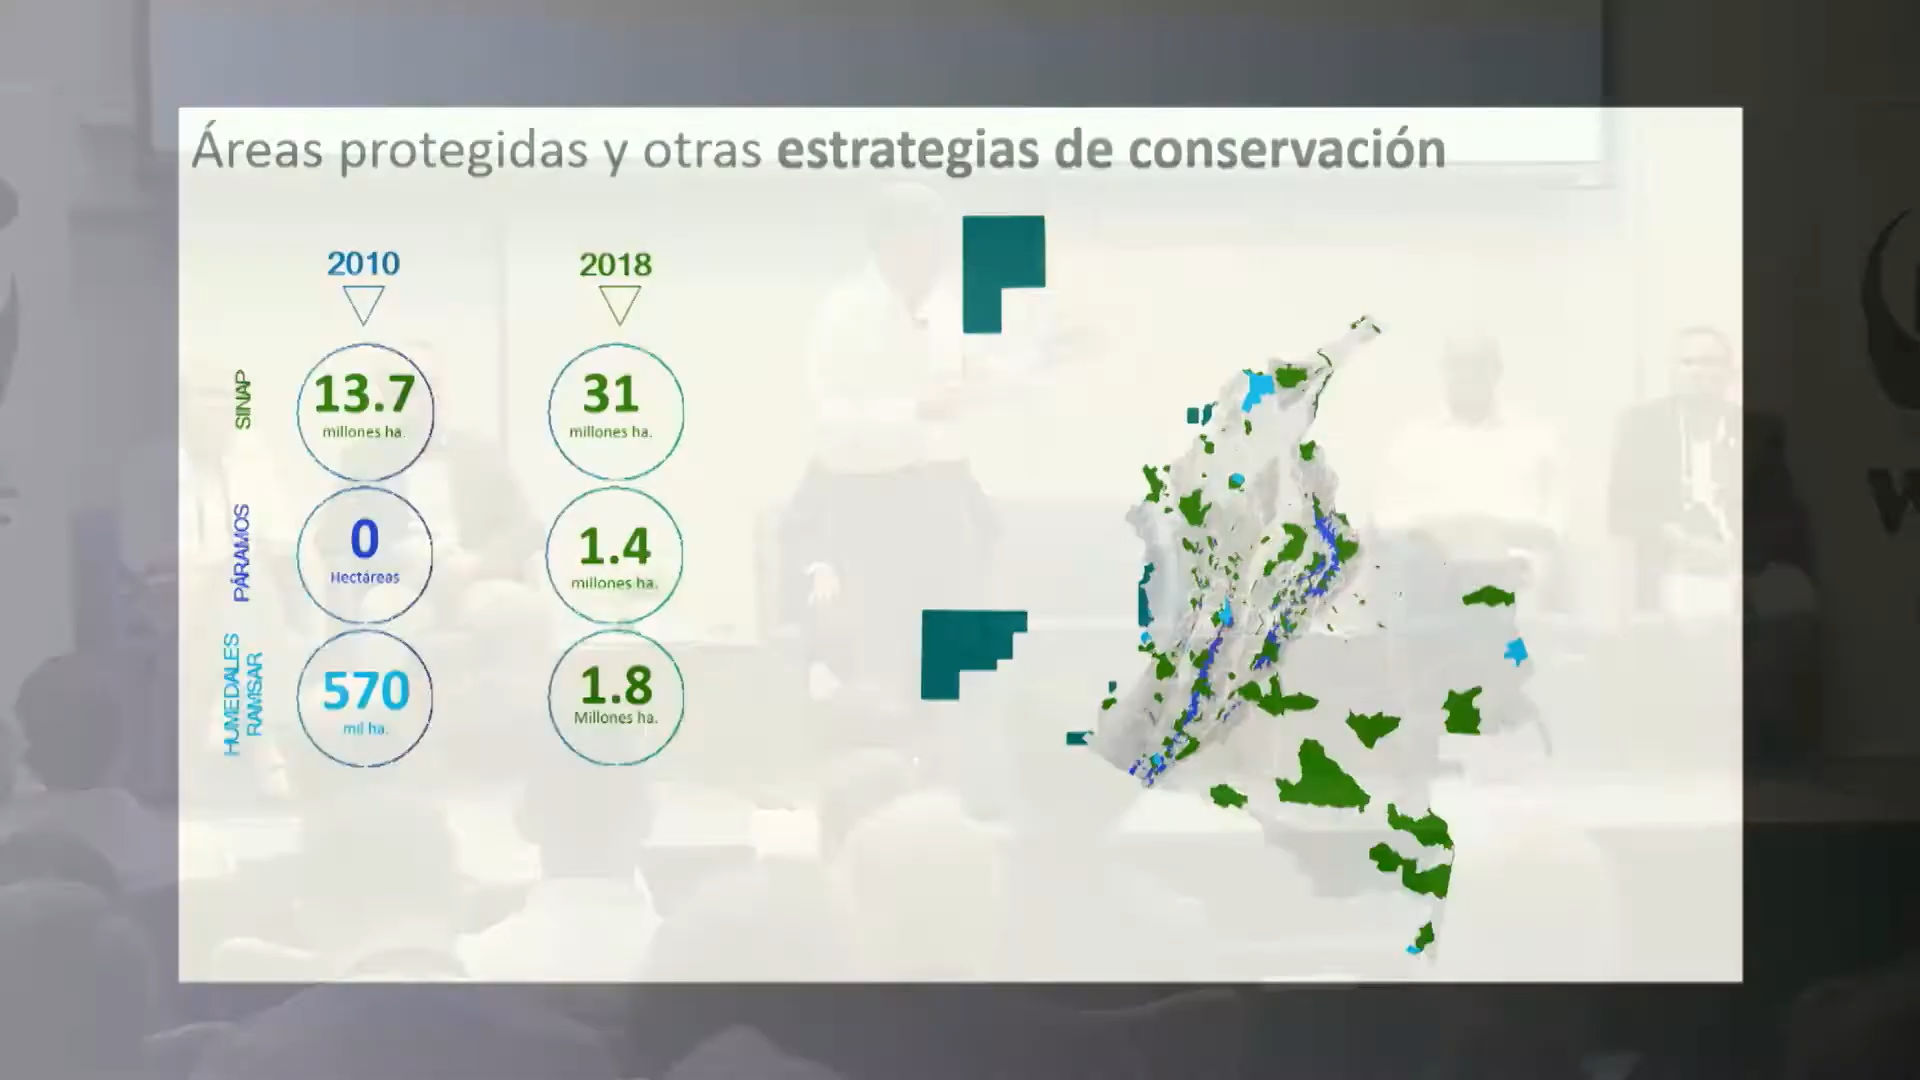 Áreas protegidas y otras estrategias de conservación
2010
2018
SINAP
13.7
millones ha.
31
millones ha.
PÁRAMOS
0
Hectáreas
1.4
millones ha.
HUMEDALES
RAMSAR
570
mil ha.
1.8
Millones ha.